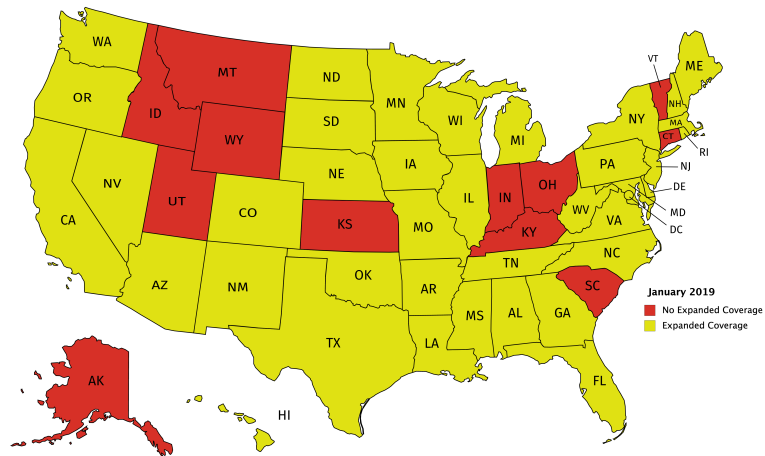 WA
MT
ND
MN
VT
ME
OR
ID
SD
WI
MI
NY
NH
MA
CT
RI
WY
NE
IA
PA
NJ
NV
UT
CO
KS
MO
IL
IN
OH
WV
VA
DE
MD
DC
CA
KY
NC
AZ
NM
OK
AR
TN
SC
TX
LA
MS
AL
GA
FL
AK
HI
January 2019
No Expanded Coverage
Expanded Coverage